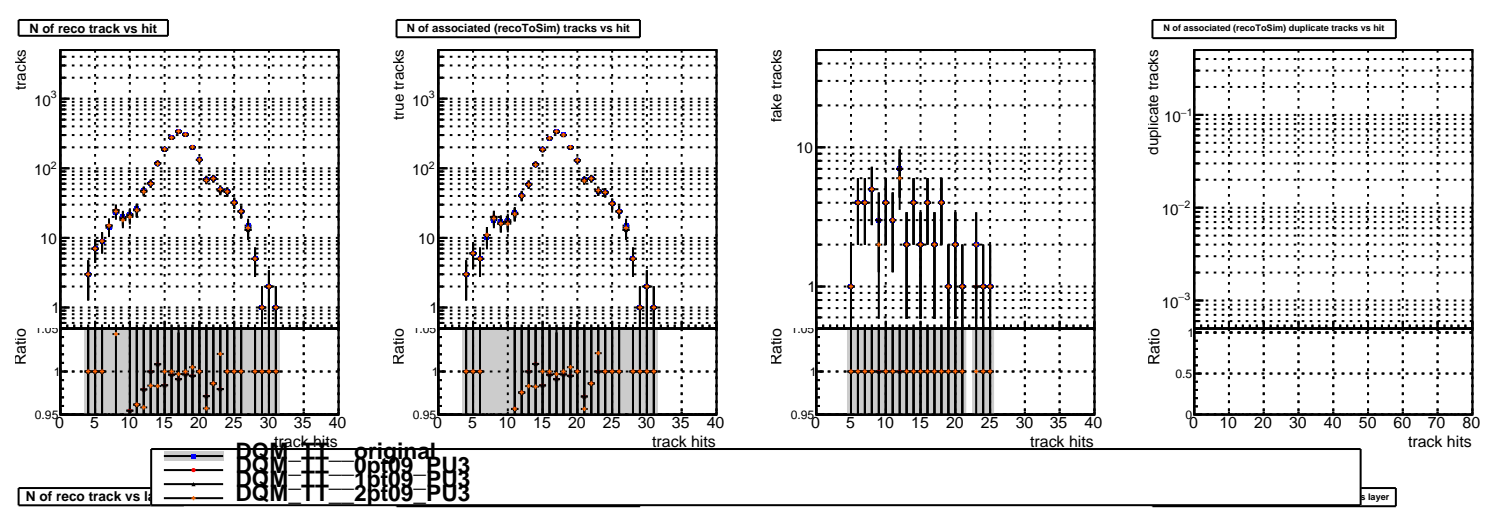 N of reco track vs hit
N of associated (recoToSim) tracks vs hit
N of associated (recoToSim) duplicate tracks vs hit
tracks
10³
10²
10
1
Ratio
1.05
1
0.95
0 5 10 15 20 25 30 35 40
track hits
true tracks
10³
10²
10
1
Ratio
1.05
1
0.95
0 5 10 15 20 25 30 35 40
track hits
fake tracks
10
1
Ratio
1.05
1
0.95
0 5 10 15 20 25 30 35 40
track hits
duplicate tracks
10⁻¹
10⁻²
10⁻³
Ratio
1
0.5
0
0 10 20 30 40 50 60 70 80
track hits
DQM_TT__original
DQM_TT__0pt09_PU3
DQM_TT__1pt09_PU3
DQM_TT__2pt09_PU3
N of reco track vs la
s layer